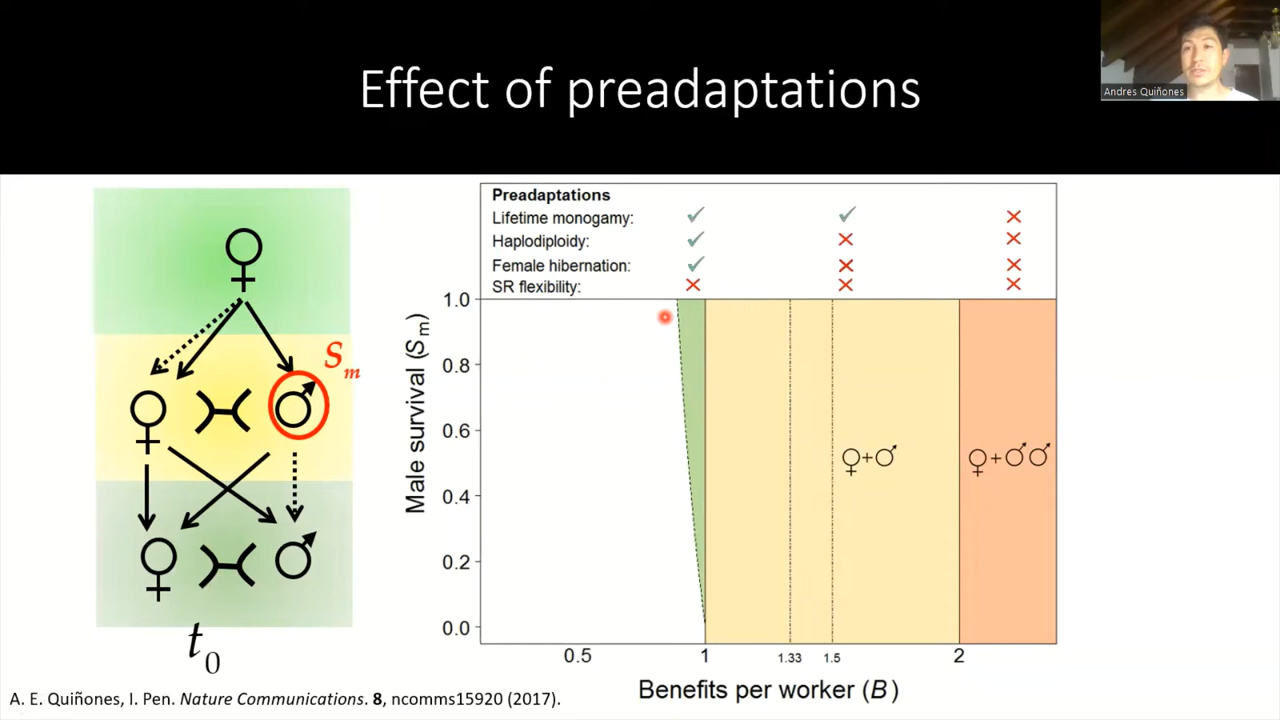 Effect of preadaptations
Andres Quiñones
Preadaptations
Lifetime monogamy: ✓ ✓ ✕
Haplodiploidy: ✓ ✕ ✕
Female hibernation: ✓ ✕ ✕
SR flexibility: ✕ ✕ ✕
♀
Sm
♀ ♂
♀ ♂
t0
Male survival (Sm)
1.0
0.8
0.6
0.4
0.2
0.0
♀+♂
♀+♂♂
0.5 1 1.33 1.5 2
Benefits per worker (B)
A. E. Quiñones, I. Pen. Nature Communications. 8, ncomms15920 (2017).